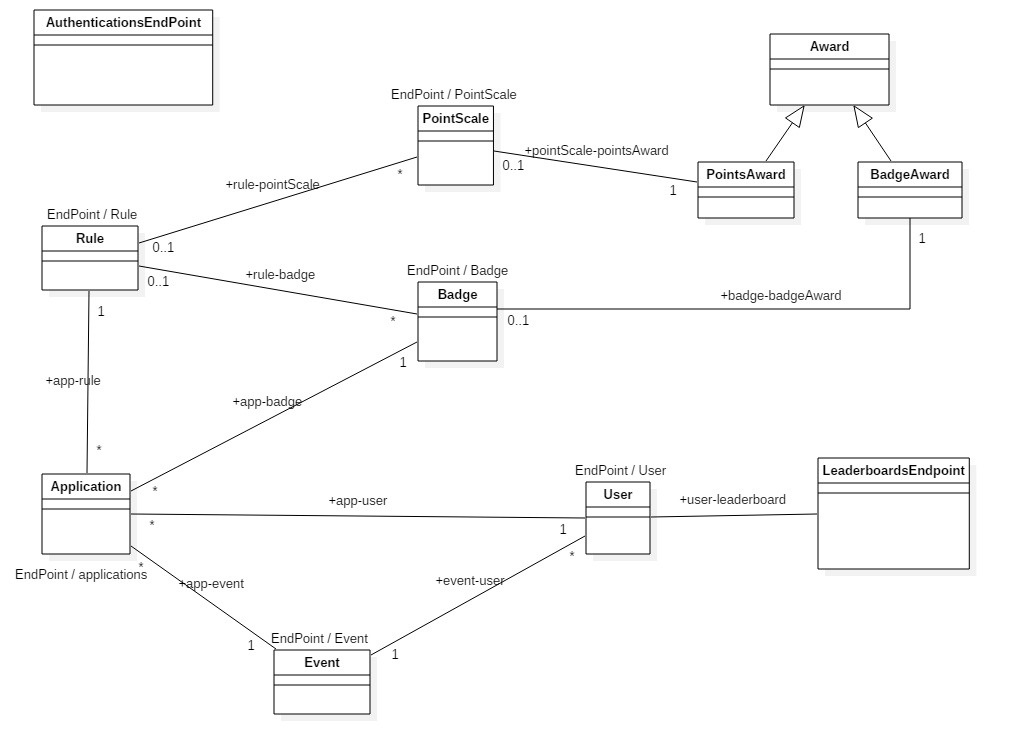 AuthenticationsEndPoint
Award
EndPoint / PointScale
PointScale
+pointScale-pointsAward
0..1
1
PointsAward
BadgeAward
*
+rule-pointScale
EndPoint / Rule
Rule
0..1
0..1
+rule-badge
EndPoint / Badge
Badge
*
0..1
+badge-badgeAward
1
1
+app-rule
*
1
+app-badge
*
Application
EndPoint / applications
*
+app-user
1
EndPoint / User
User
+user-leaderboard
LeaderboardsEndpoint
*
+app-event
1
*
+event-user
1
EndPoint / Event
Event